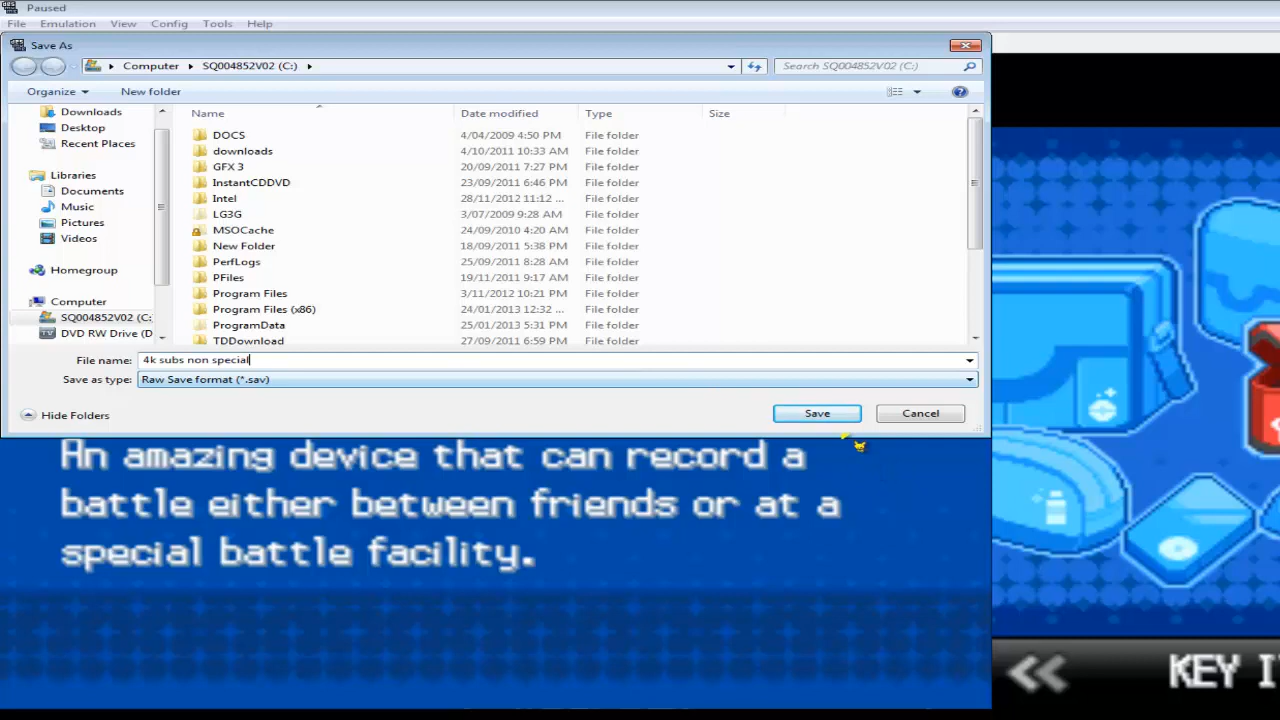 Paused
File Emulation View Config Tools Help
Save As
Computer SQ004852V02 (C:) Search SQ004852V02 (C:)
Organize New folder
Name Date modified Type Size
Downloads
Desktop
Recent Places
Libraries
Documents
Music
Pictures
Videos
Homegroup
Computer
SQ004852V02 (C:
DVD RW Drive (D
DOCS 4/04/2009 4:50 PM File folder
downloads 4/10/2011 10:33 AM File folder
GFX 3 20/09/2011 7:27 PM File folder
InstantCDDVD 23/09/2011 6:46 PM File folder
Intel 28/11/2012 11:12 ... File folder
LG3G 3/07/2009 9:28 AM File folder
MSOCache 24/09/2010 4:20 AM File folder
New Folder 18/09/2011 5:38 PM File folder
PerfLogs 25/09/2011 8:28 AM File folder
PFiles 19/11/2011 9:17 AM File folder
Program Files 3/11/2012 10:21 PM File folder
Program Files (x86) 24/01/2013 12:32 ... File folder
ProgramData 25/01/2013 5:31 PM File folder
TDDownload 27/09/2011 6:59 PM File folder
File name: 4k subs non special
Save as type: Raw Save format (*.sav)
Hide Folders Save Cancel
An amazing device that can record a
battle either between friends or at a
special battle facility.
KEY I